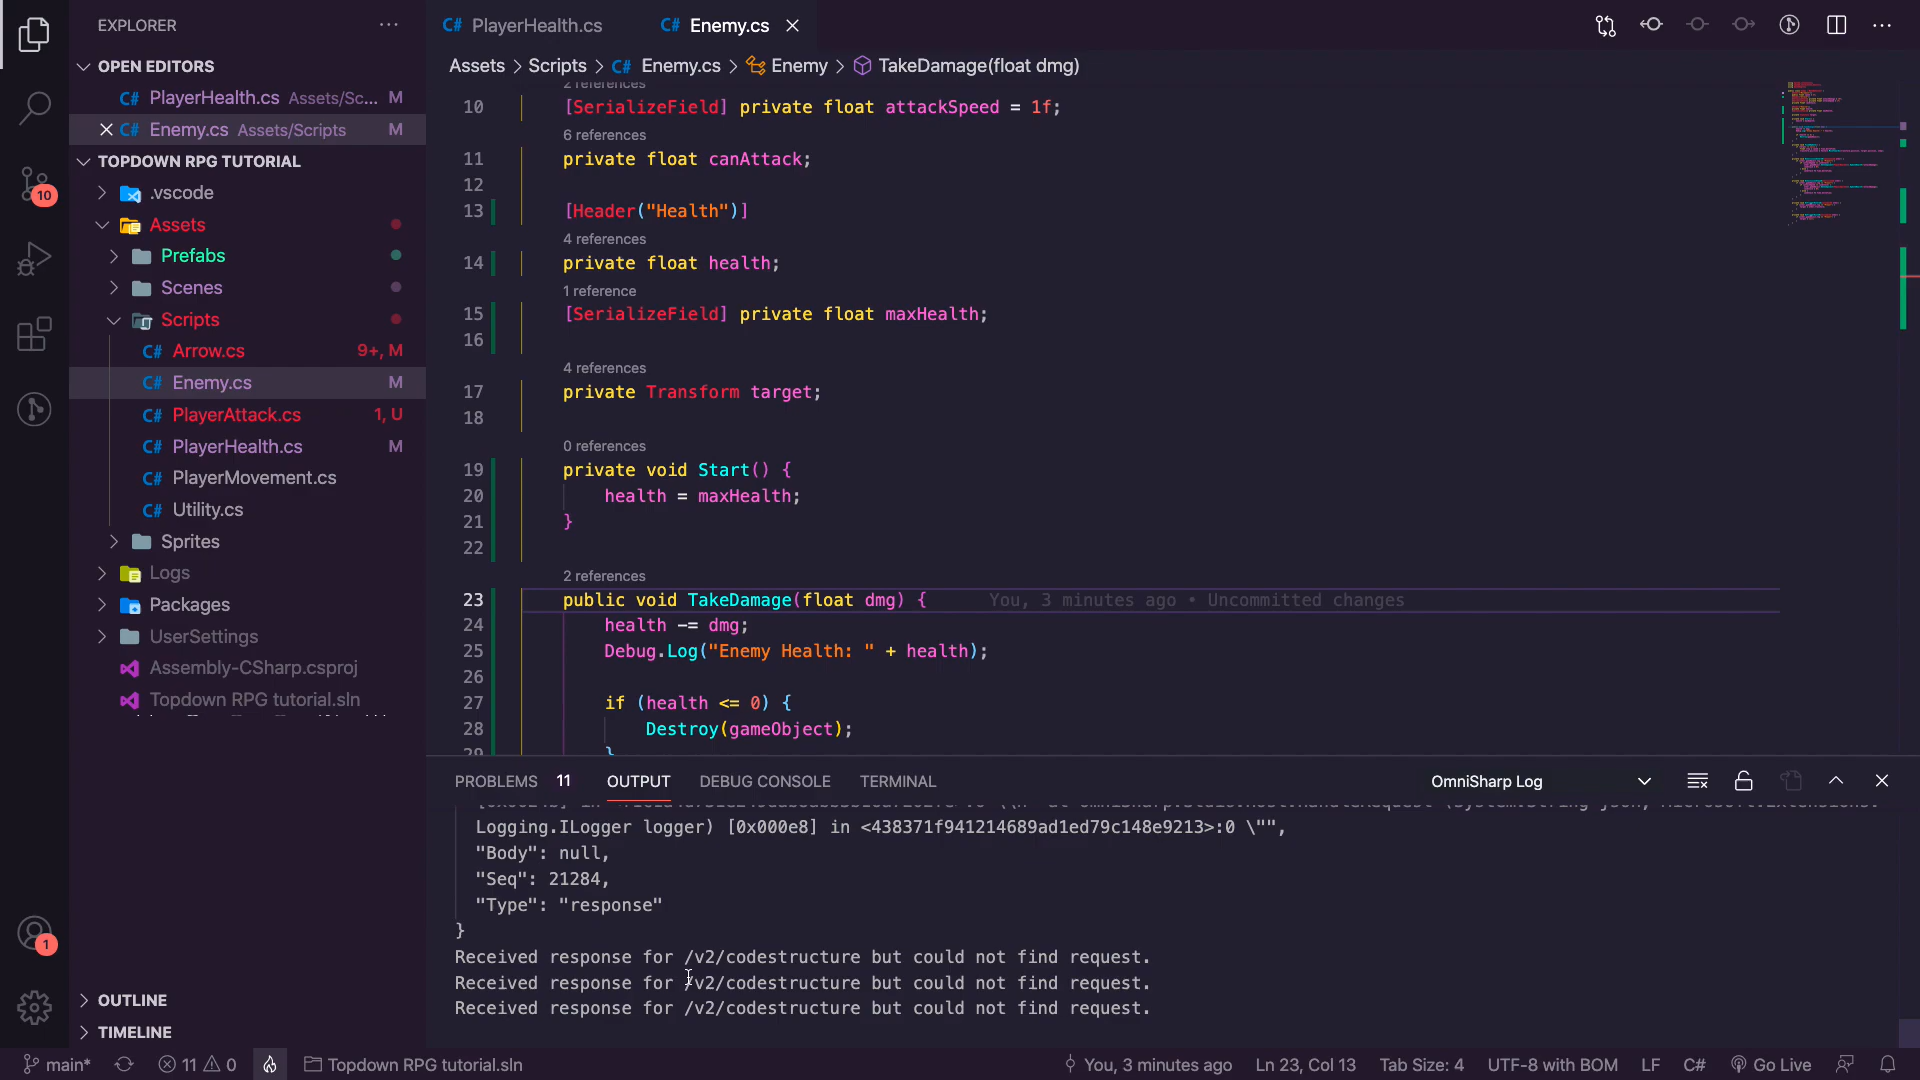 EXPLORER
OPEN EDITORS
C# PlayerHealth.cs Assets/Sc... M
C# Enemy.cs Assets/Scripts M
TOPDOWN RPG TUTORIAL
.vscode
Assets
Prefabs
Scenes
Scripts
C# Arrow.cs 9+, M
C# Enemy.cs M
C# PlayerAttack.cs 1, U
C# PlayerHealth.cs M
C# PlayerMovement.cs
C# Utility.cs
Sprites
Logs
Packages
UserSettings
Assembly-CSharp.csproj
Topdown RPG tutorial.sln
OUTLINE
TIMELINE
10
1
C# PlayerHealth.cs
C# Enemy.cs
Assets > Scripts > C# Enemy.cs > Enemy > TakeDamage(float dmg)
2 references
10 [SerializeField] private float attackSpeed = 1f;
6 references
11 private float canAttack;
12
13 [Header("Health")]
4 references
14 private float health;
1 reference
15 [SerializeField] private float maxHealth;
16
4 references
17 private Transform target;
18
0 references
19 private void Start() {
20 health = maxHealth;
21 }
22
2 references
23 public void TakeDamage(float dmg) { You, 3 minutes ago • Uncommitted changes
24 health -= dmg;
25 Debug.Log("Enemy Health: " + health);
26
27 if (health <= 0) {
28 Destroy(gameObject);
29 }
PROBLEMS 11 OUTPUT DEBUG CONSOLE TERMINAL OmniSharp Log
Logging.ILogger logger) [0x000e8] in <438371f941214689ad1ed79c148e9213>:0 \"",
"Body": null,
"Seq": 21284,
"Type": "response"
}
Received response for /v2/codestructure but could not find request.
Received response for /v2/codestructure but could not find request.
Received response for /v2/codestructure but could not find request.
main* 11 0 Topdown RPG tutorial.sln You, 3 minutes ago Ln 23, Col 13 Tab Size: 4 UTF-8 with BOM LF C# Go Live